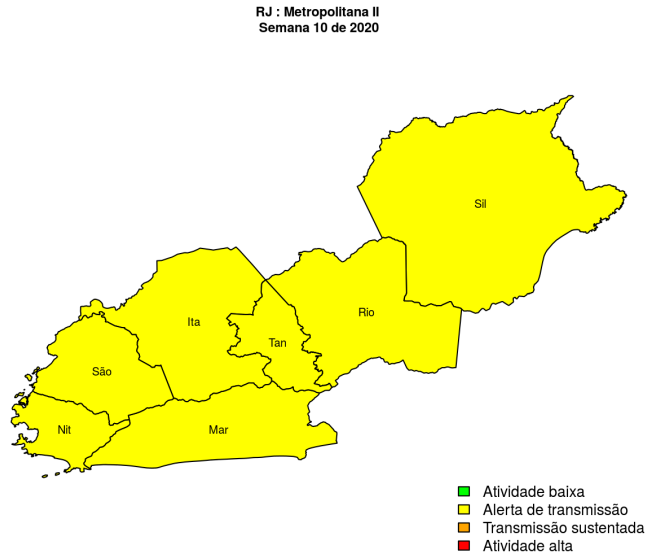 RJ : Metropolitana II
Semana 10 de 2020
Sil
Rio
Ita
Tan
São
Nit
Mar
Atividade baixa
Alerta de transmissão
Transmissão sustentada
Atividade alta